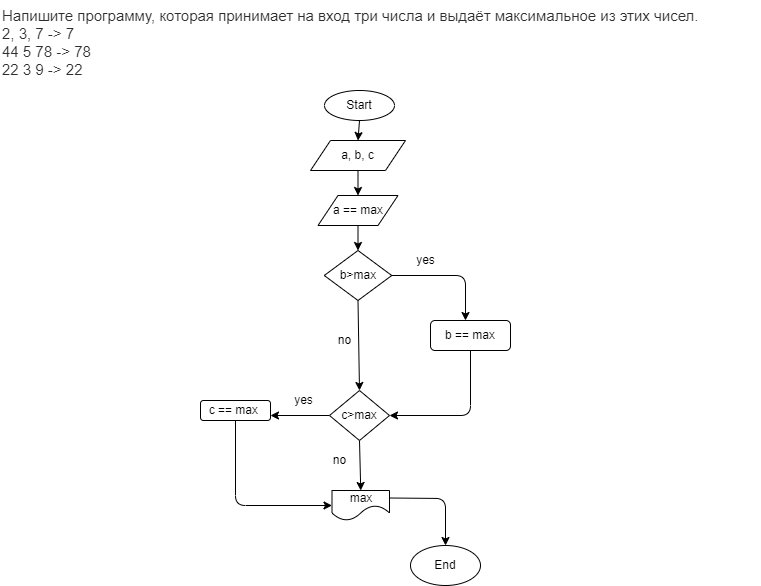 Напишите программу, которая принимает на вход три числа и выдаёт максимальное из этих чисел.
2, 3, 7 -> 7
44 5 78 -> 78
22 3 9 -> 22
Start
a, b, c
a == max
b>max
yes
b == max
no
c>max
yes
c == max
no
max
End